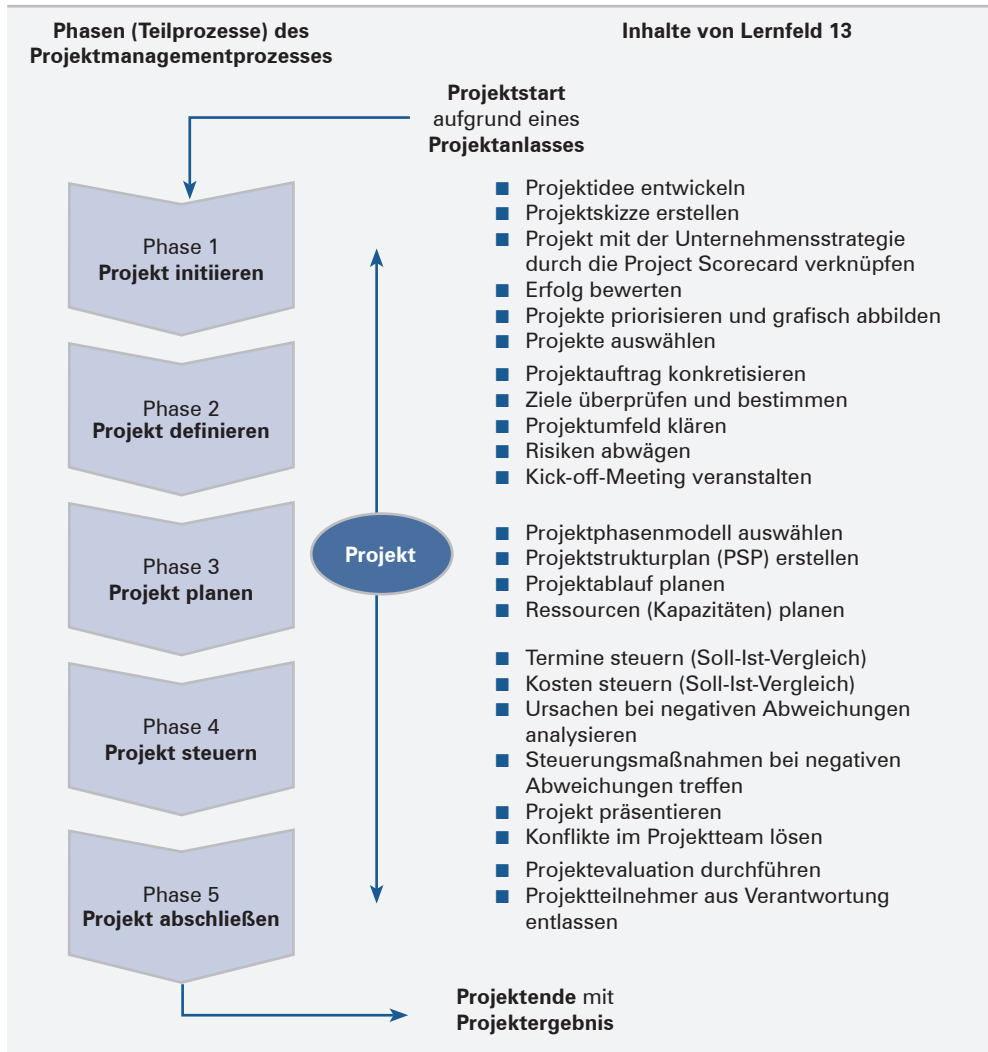 Phasen (Teilprozesse) des
Projektmanagementprozesses
Inhalte von Lernfeld 13
Projektstart
aufgrund eines
Projektanlasses
Phase 1
Projekt initiieren
■ Projektidee entwickeln
■ Projektskizze erstellen
■ Projekt mit der Unternehmensstrategie
durch die Project Scorecard verknüpfen
■ Erfolg bewerten
■ Projekte priorisieren und grafisch abbilden
■ Projekte auswählen
Phase 2
Projekt definieren
■ Projektauftrag konkretisieren
■ Ziele überprüfen und bestimmen
■ Projektumfeld klären
■ Risiken abwägen
■ Kick-off-Meeting veranstalten
Projekt
Phase 3
Projekt planen
■ Projektphasenmodell auswählen
■ Projektstrukturplan (PSP) erstellen
■ Projektablauf planen
■ Ressourcen (Kapazitäten) planen
Phase 4
Projekt steuern
■ Termine steuern (Soll-Ist-Vergleich)
■ Kosten steuern (Soll-Ist-Vergleich)
■ Ursachen bei negativen Abweichungen
analysieren
■ Steuerungsmaßnahmen bei negativen
Abweichungen treffen
■ Projekt präsentieren
■ Konflikte im Projektteam lösen
Phase 5
Projekt abschließen
■ Projektevaluation durchführen
■ Projektteilnehmer aus Verantwortung
entlassen
Projektende mit
Projektergebnis